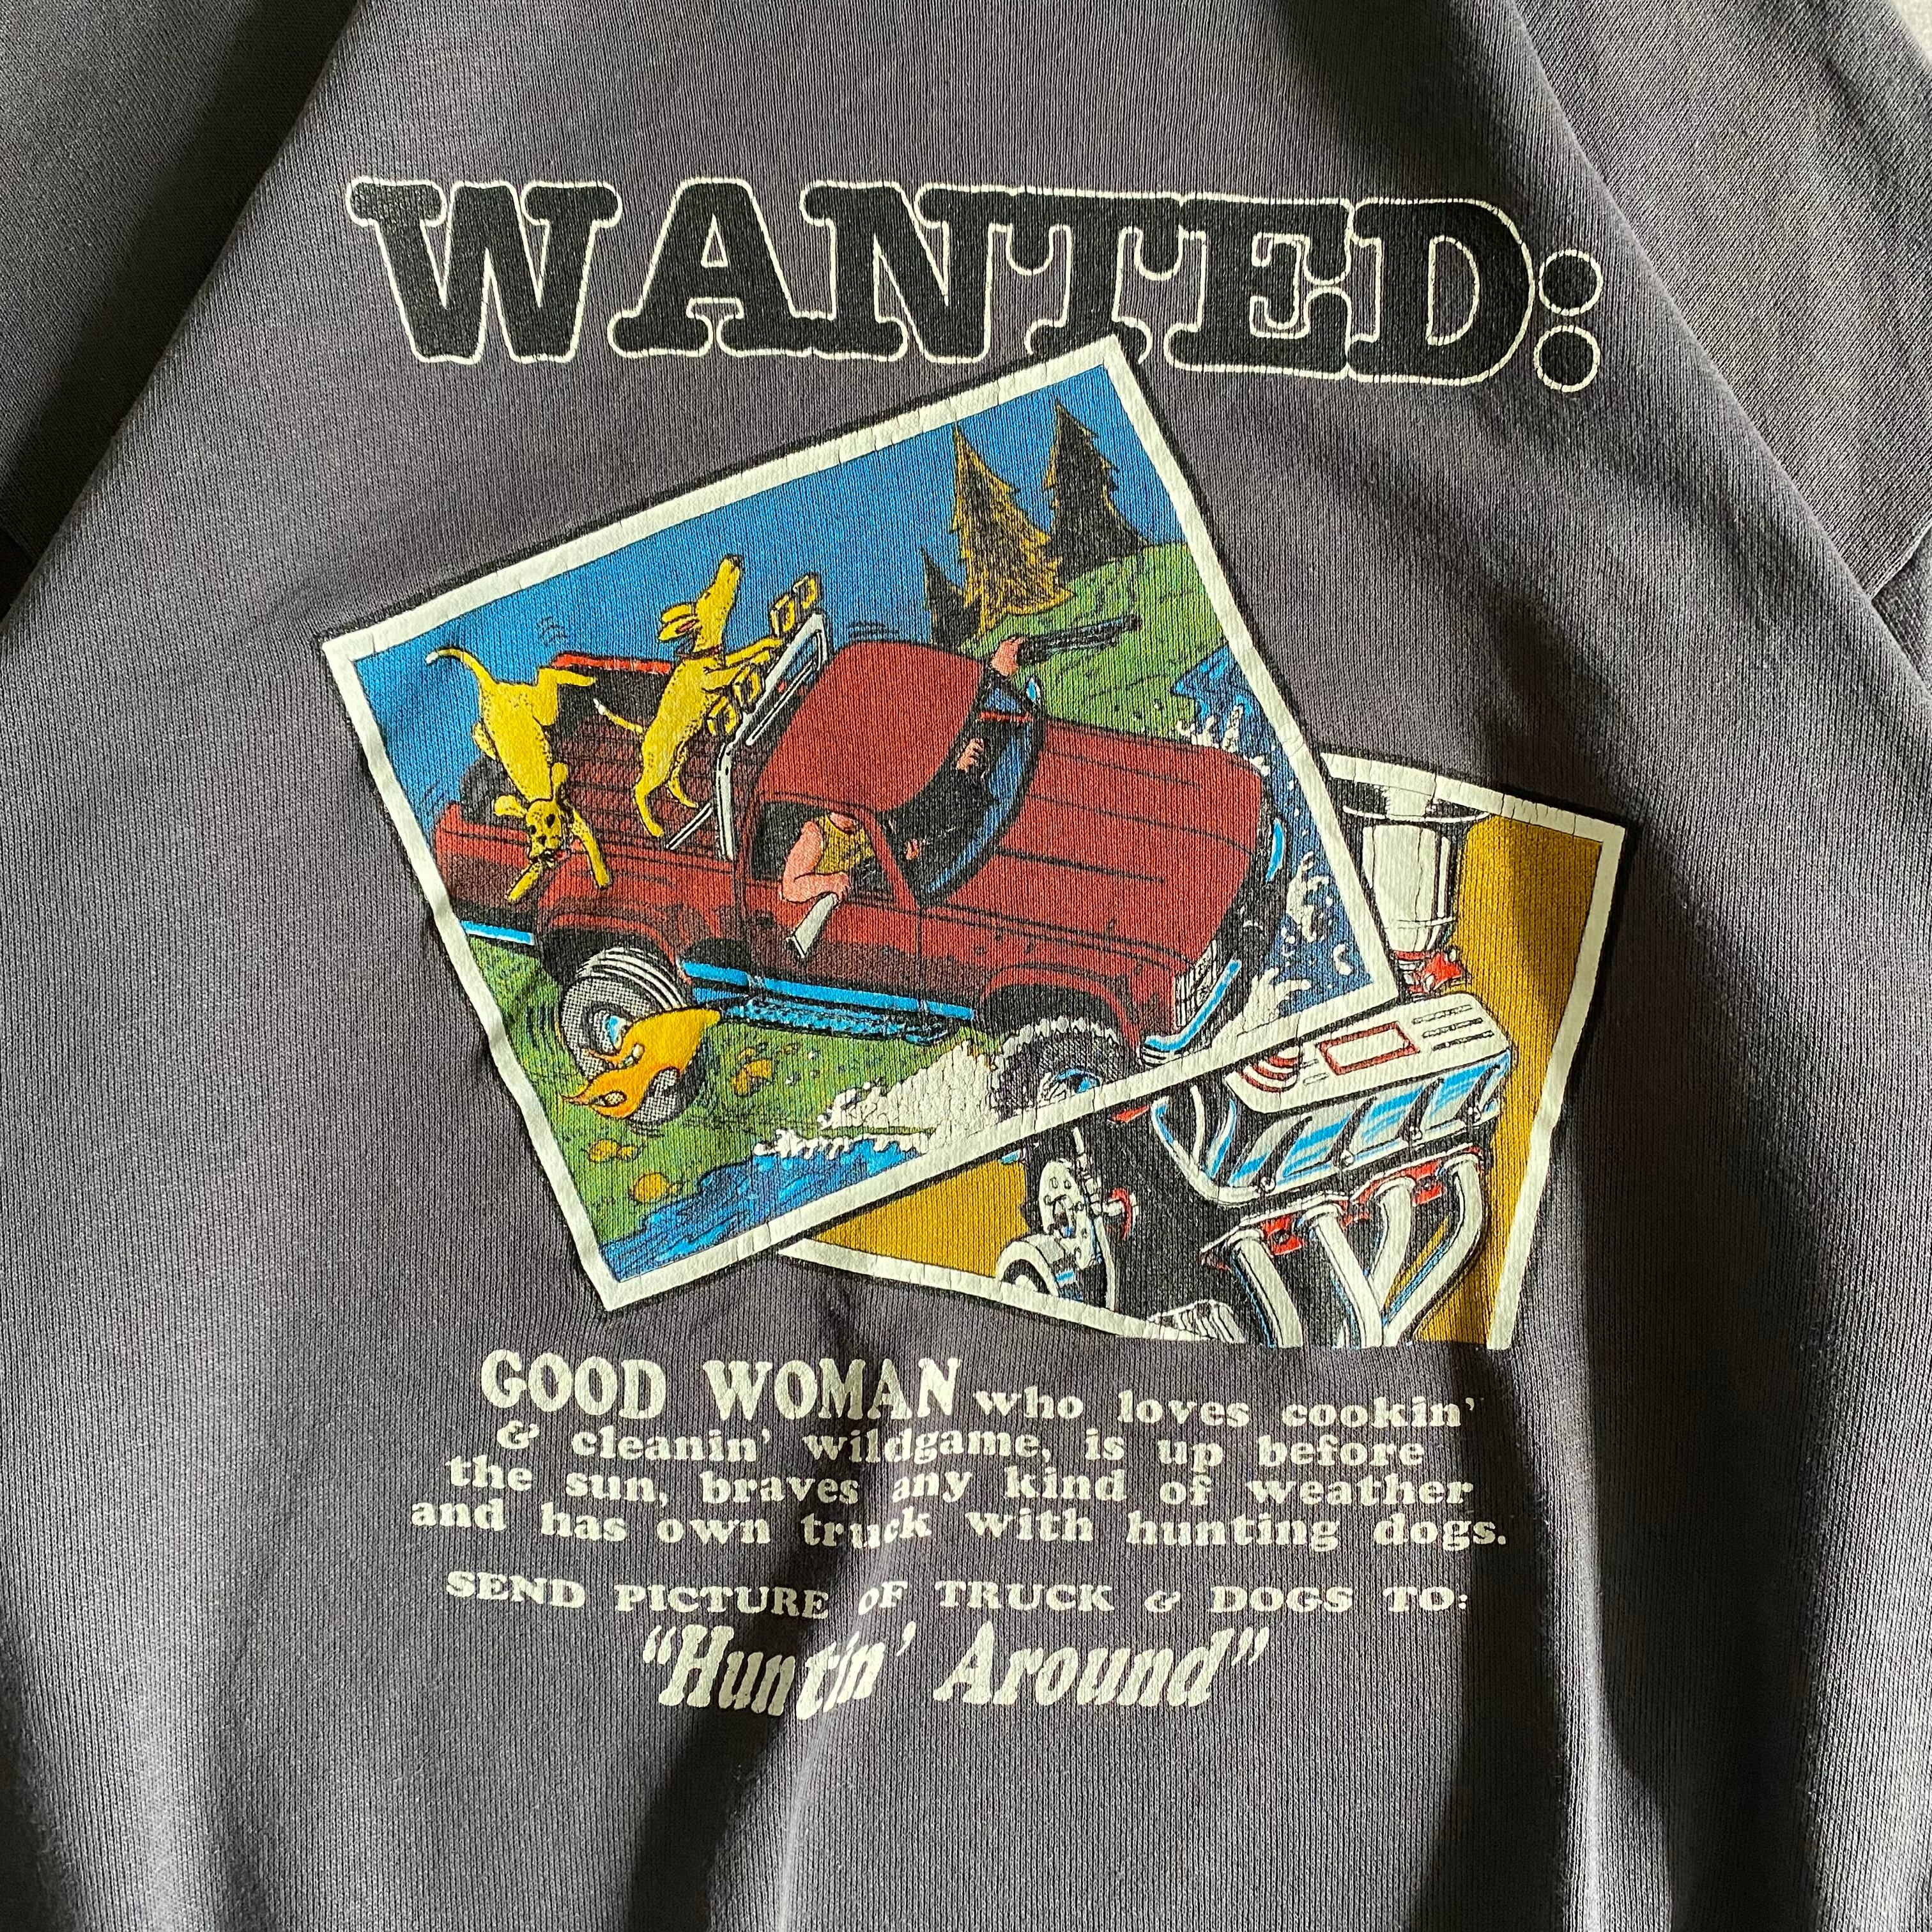 WANTED:
GOOD WOMAN who loves cookin'
& cleanin' wildgame, is up before
the sun, braves any kind of weather
and has own truck with hunting dogs.
SEND PICTURE OF TRUCK & DOGS TO:
"Huntin' Around"